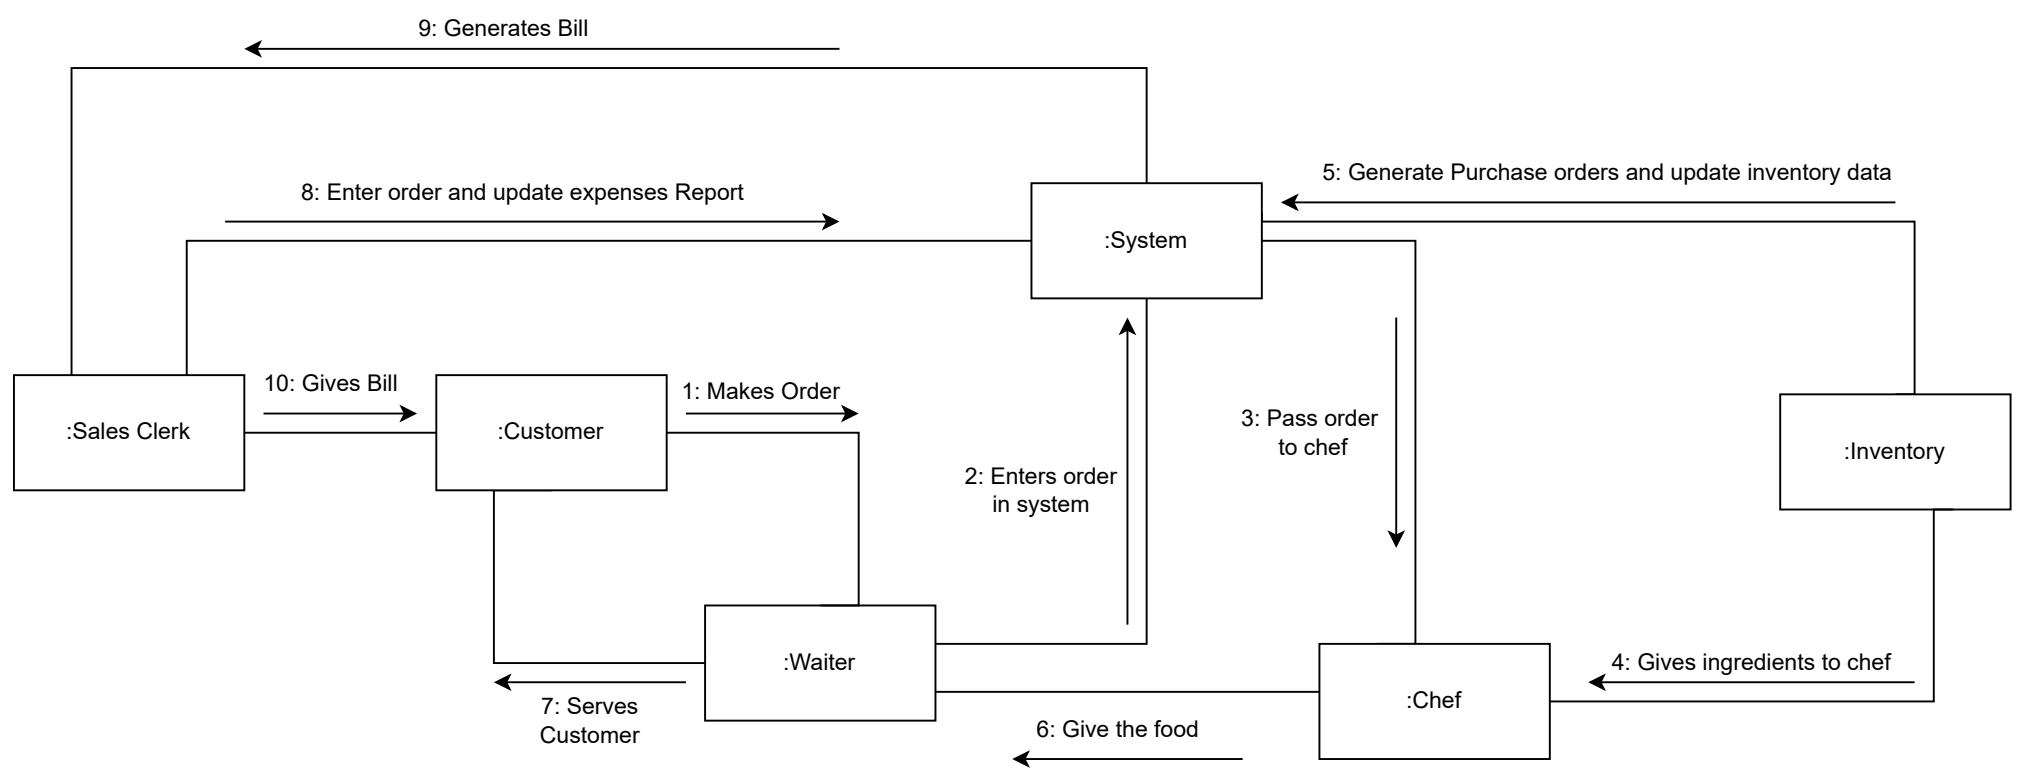 9: Generates Bill
5: Generate Purchase orders and update inventory data
8: Enter order and update expenses Report
:System
10: Gives Bill
1: Makes Order
:Sales Clerk
:Customer
3: Pass order
to chef
:Inventory
2: Enters order
in system
:Waiter
4: Gives ingredients to chef
:Chef
7: Serves
Customer
6: Give the food